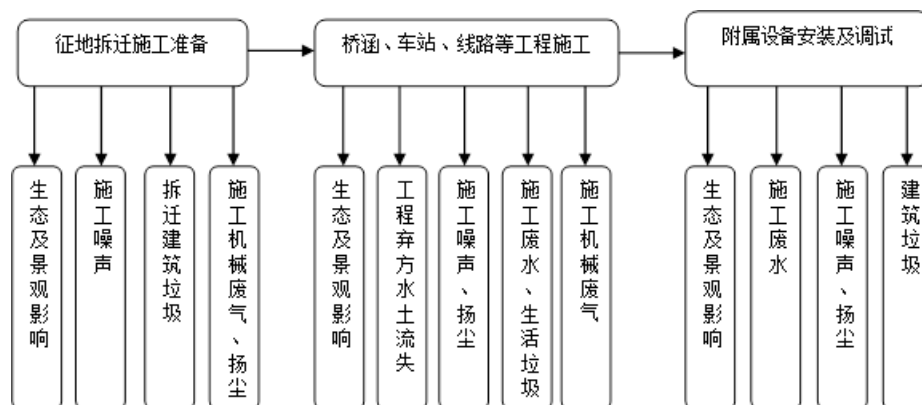 征地拆迁施工准备
桥涵、车站、线路等工程施工
附属设备安装及调试
生态及景观影响
施工噪声
拆迁建筑垃圾
施工机械废气、扬尘
生态及景观影响
工程弃方水土流失
施工噪声、扬尘
施工废水、生活垃圾
施工机械废气
生态及景观影响
施工废水
施工噪声、扬尘
建筑垃圾